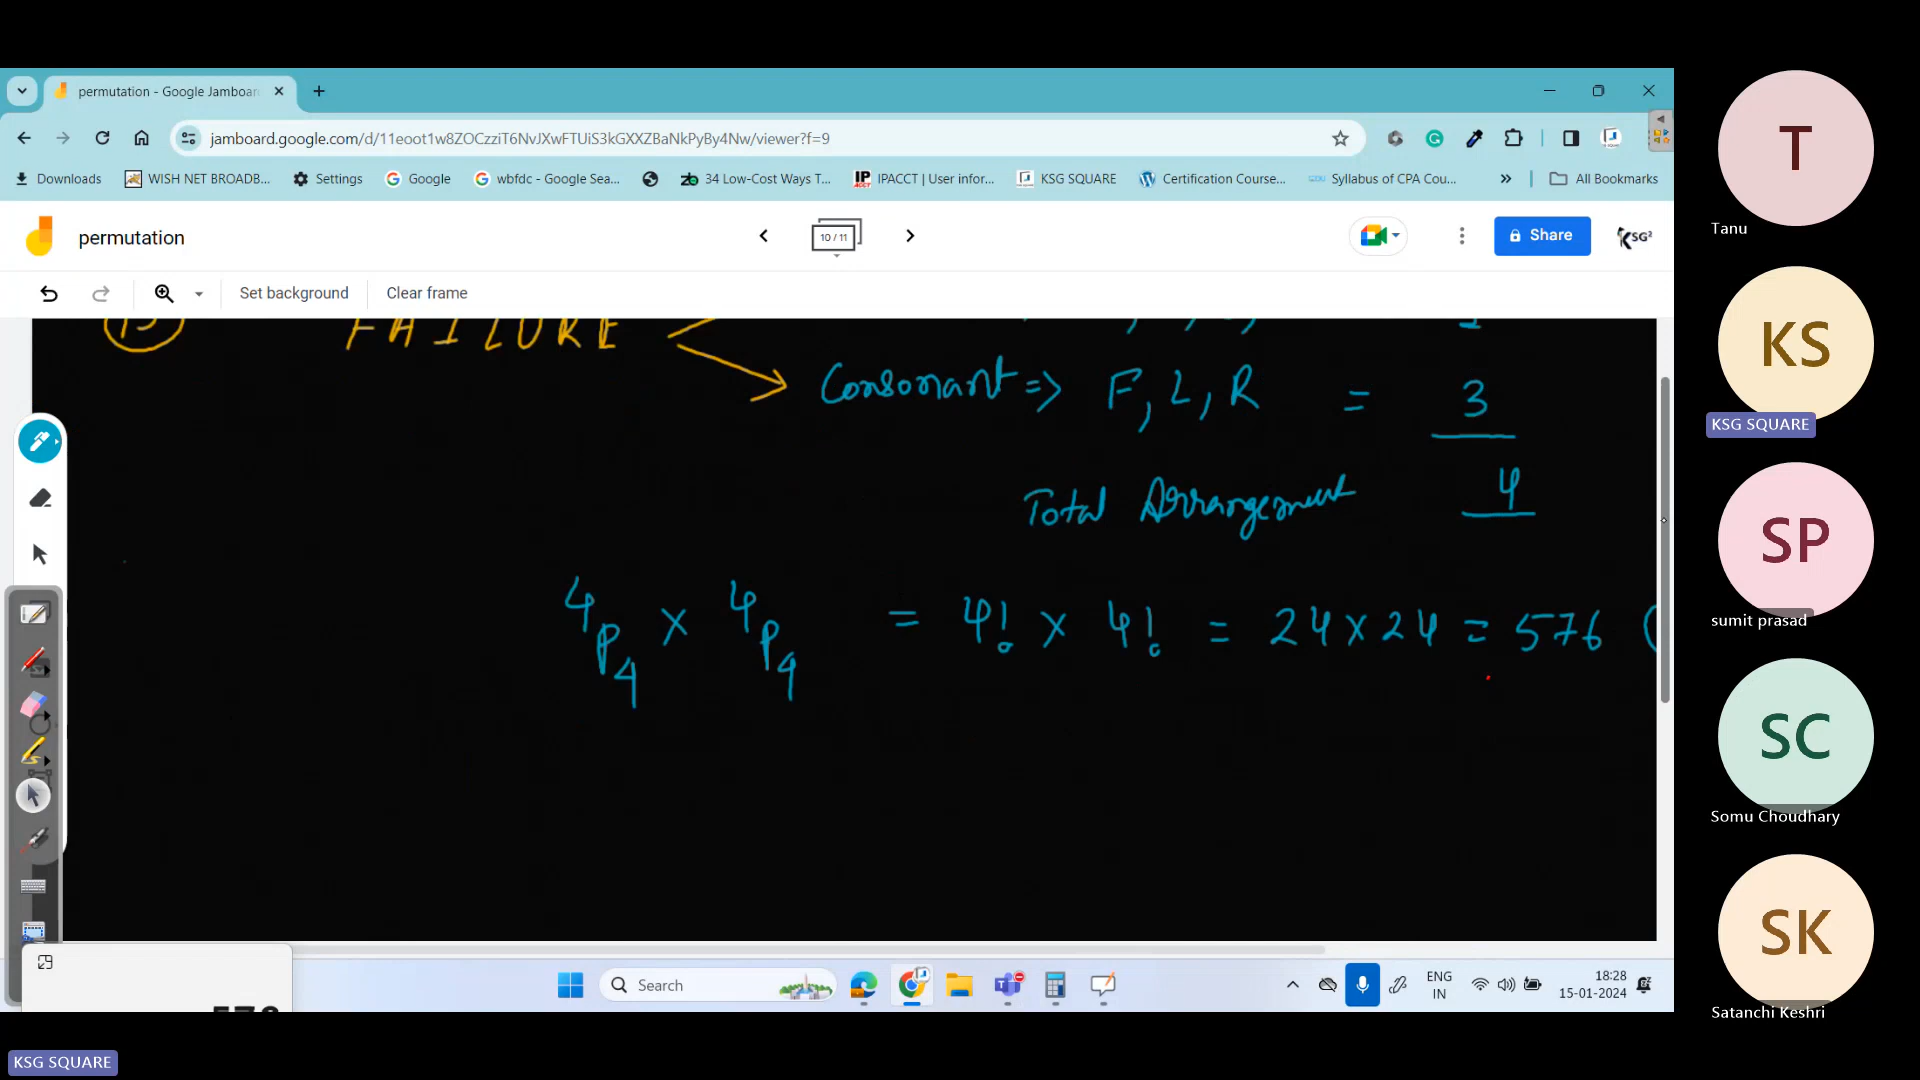 permutation - Google Jamboar
T
jamboard.google.com/d/11eoot1w8ZOCzziT6NvJXwFTUiS3kGXXZBaNkPyBy4Nw/viewer?f=9
Downloads WISH NET BROADB... Settings Google wbfdc - Google Sea... 34 Low-Cost Ways T... IPACCT | User infor... KSG SQUARE Certification Course... Syllabus of CPA Cou... » All Bookmarks
Tanu
permutation
10 / 11
Share
KSG²
Set background
Clear frame
KS
KSG SQUARE
FAILURE
Consonant => F, L, R = 3
Total Arrangement 4
4P4 x 4P4 = 4! x 4! = 24 x 24 = 576 (
SP
sumit prasad
SC
Somu Choudhary
SK
Satanchi Keshri
Search
ENG
IN
18:28
15-01-2024
KSG SQUARE